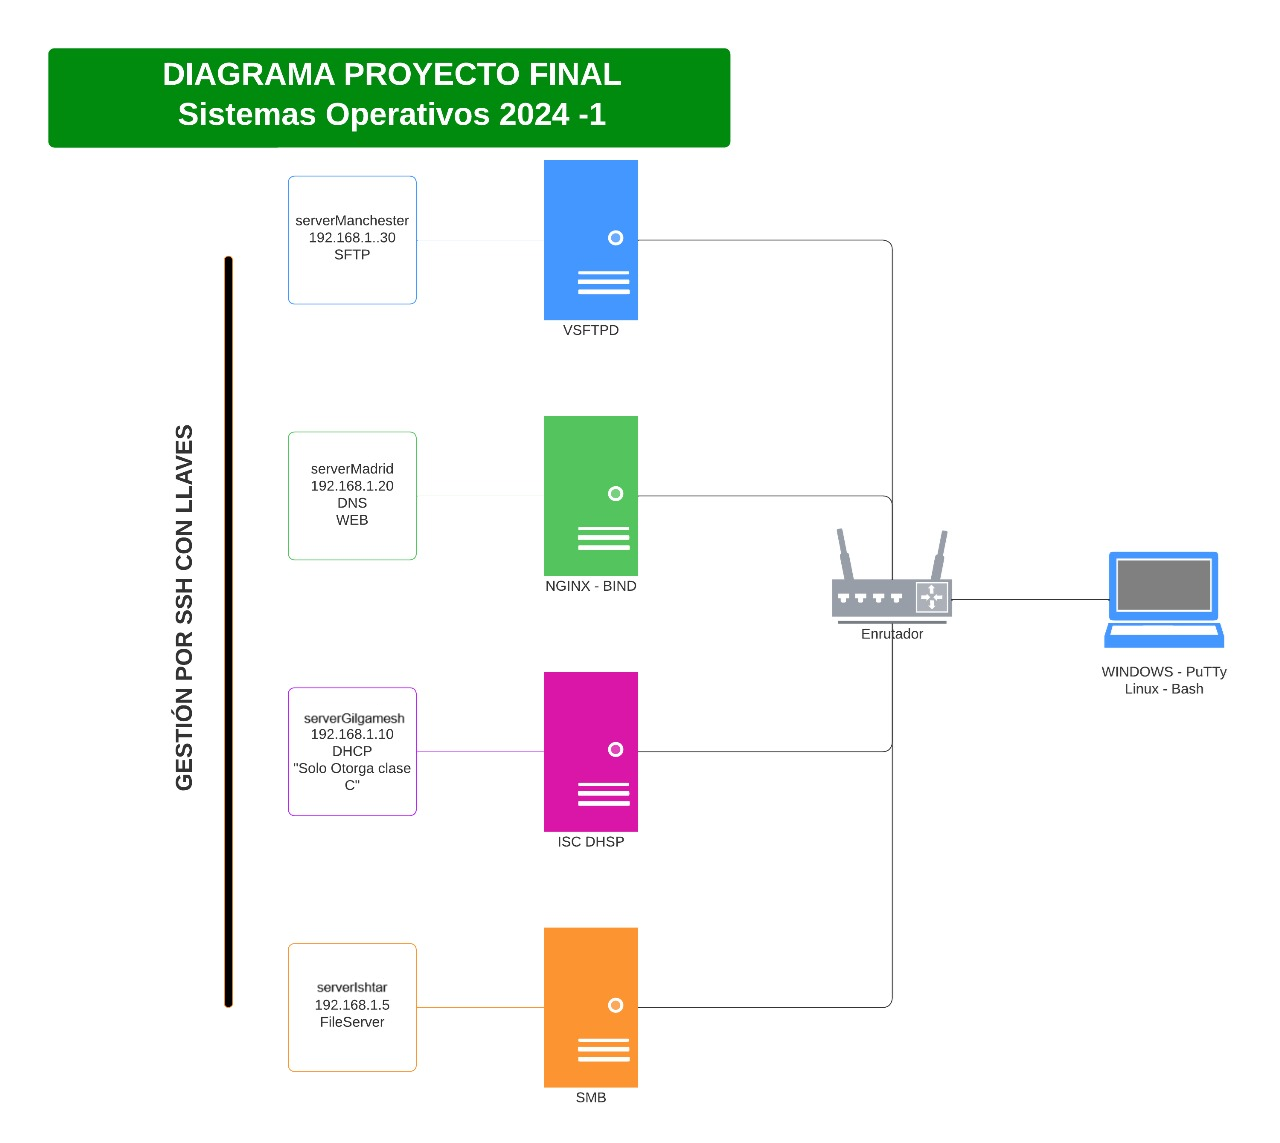 DIAGRAMA PROYECTO FINAL
Sistemas Operativos 2024 -1
GESTIÓN POR SSH CON LLAVES
serverManchester
192.168.1..30
SFTP
VSFTPD
serverMadrid
192.168.1.20
DNS
WEB
NGINX - BIND
Enrutador
WINDOWS - PuTTy
Linux - Bash
serverGilgamesh
192.168.1.10
DHCP
"Solo Otorga clase
C"
ISC DHSP
serverIshtar
192.168.1.5
FileServer
SMB